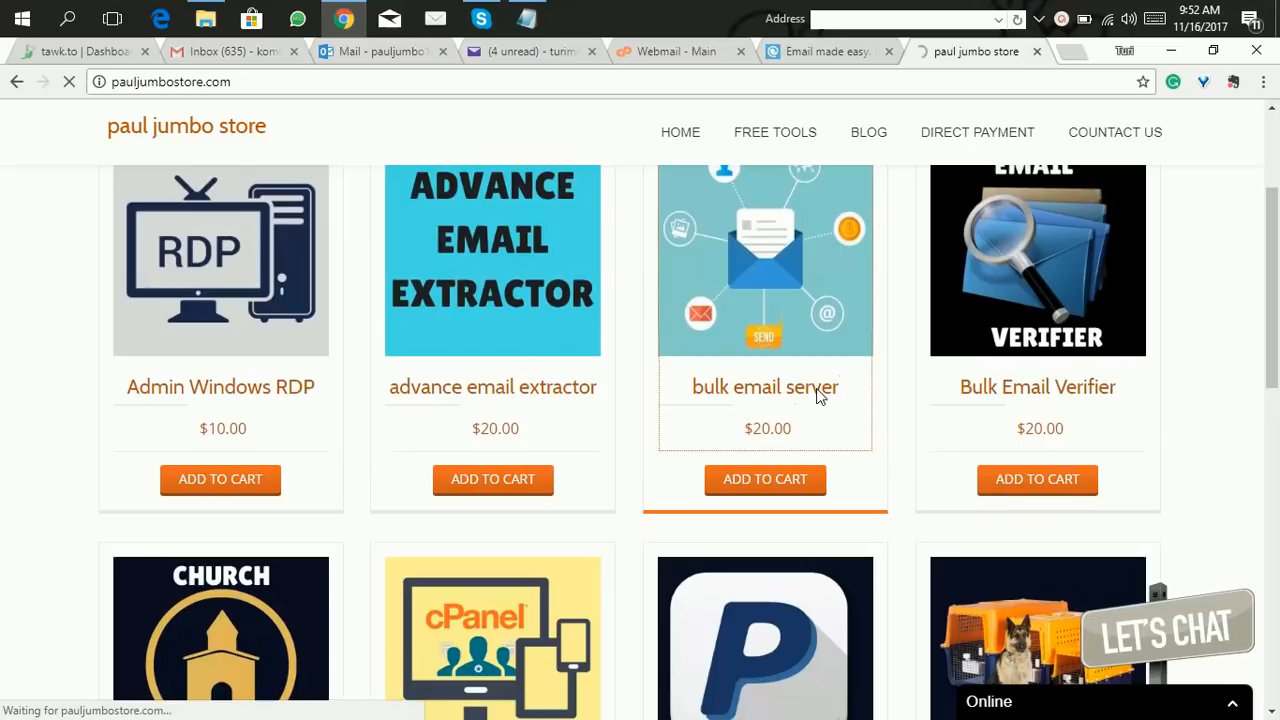 Address
9:52 AM
11/16/2017
11
tawk.to | Dashboa
Inbox (635) - kom
Mail - pauljumbo
(4 unread) - turim
Webmail - Main
Email made easy.
paul jumbo store
Turi
pauljumbostore.com
paul jumbo store
HOME
FREE TOOLS
BLOG
DIRECT PAYMENT
COUNTACT US
RDP
ADVANCE
EMAIL
EXTRACTOR
SEND
@
EMAIL
VERIFIER
Admin Windows RDP
advance email extractor
bulk email server
Bulk Email Verifier
$10.00
$20.00
$20.00
$20.00
ADD TO CART
ADD TO CART
ADD TO CART
ADD TO CART
CHURCH
cPanel
P
LET'S CHAT
Online
Waiting for pauljumbostore.com...